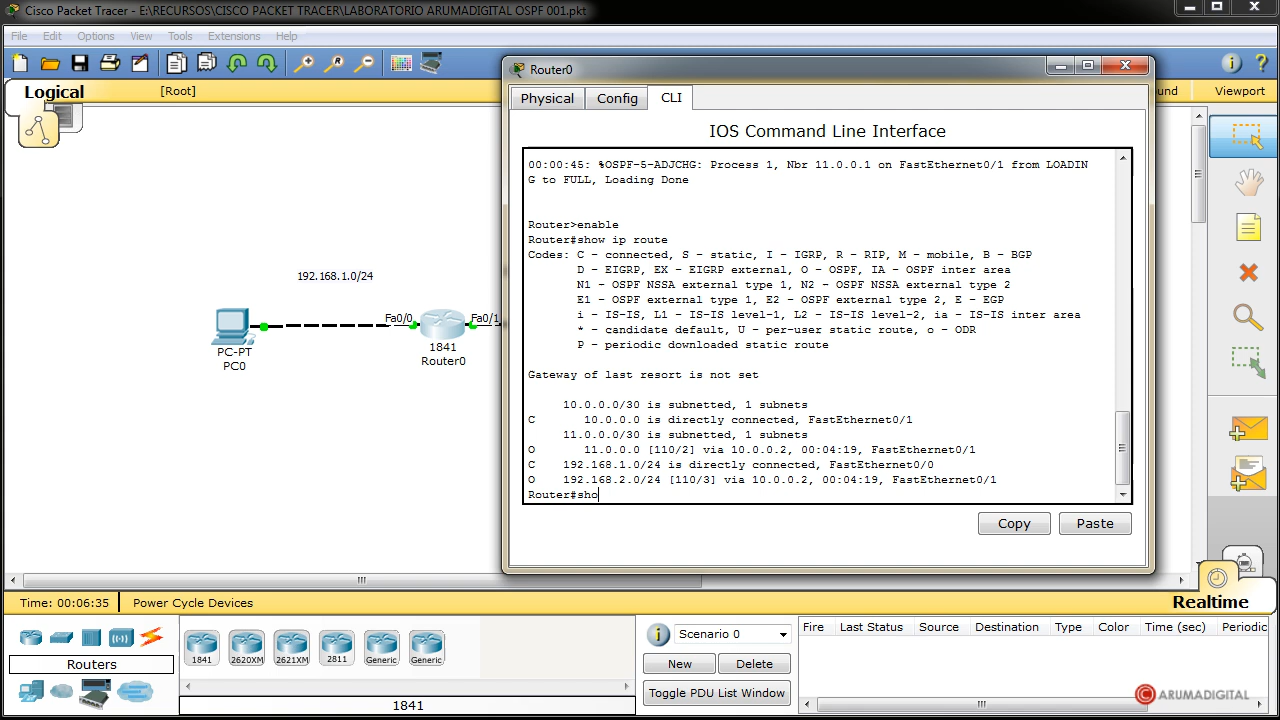 Cisco Packet Tracer - E:\RECURSOS\CISCO PACKET TRACER\LABORATORIO ARUMADIGITAL OSPF 001.pkt
File Edit Options View Tools Extensions Help
Logical
[Root]
Viewport
192.168.1.0/24
Fa0/0
Fa0/1
PC-PT
PC0
1841
Router0
Router0
Physical Config CLI
IOS Command Line Interface
00:00:45: %OSPF-5-ADJCHG: Process 1, Nbr 11.0.0.1 on FastEthernet0/1 from LOADIN
G to FULL, Loading Done
Router>enable
Router#show ip route
Codes: C - connected, S - static, I - IGRP, R - RIP, M - mobile, B - BGP
D - EIGRP, EX - EIGRP external, O - OSPF, IA - OSPF inter area
N1 - OSPF NSSA external type 1, N2 - OSPF NSSA external type 2
E1 - OSPF external type 1, E2 - OSPF external type 2, E - EGP
i - IS-IS, L1 - IS-IS level-1, L2 - IS-IS level-2, ia - IS-IS inter area
* - candidate default, U - per-user static route, o - ODR
P - periodic downloaded static route
Gateway of last resort is not set
10.0.0.0/30 is subnetted, 1 subnets
C 10.0.0.0 is directly connected, FastEthernet0/1
11.0.0.0/30 is subnetted, 1 subnets
O 11.0.0.0 [110/2] via 10.0.0.2, 00:04:19, FastEthernet0/1
C 192.168.1.0/24 is directly connected, FastEthernet0/0
O 192.168.2.0/24 [110/3] via 10.0.0.2, 00:04:19, FastEthernet0/1
Router#sho
Copy Paste
Time: 00:06:35 Power Cycle Devices
Realtime
Routers
1841 2620XM 2621XM 2811 Generic Generic
1841
Scenario 0
New Delete
Toggle PDU List Window
Fire Last Status Source Destination Type Color Time (sec) Periodic
ARUMADIGITAL